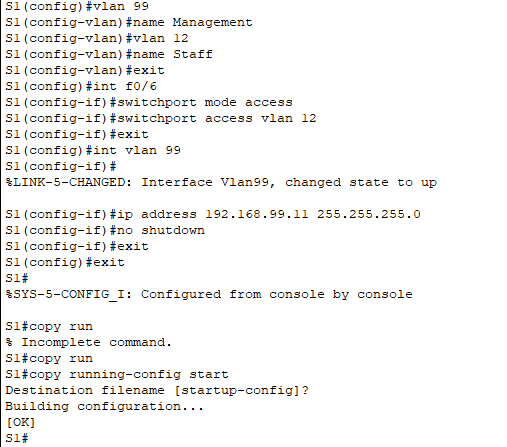 S1(config)#vlan 99
S1(config-vlan)#name Management
S1(config-vlan)#vlan 12
S1(config-vlan)#name Staff
S1(config-vlan)#exit
S1(config)#int f0/6
S1(config-if)#switchport mode access
S1(config-if)#switchport access vlan 12
S1(config-if)#exit
S1(config)#int vlan 99
S1(config-if)#
%LINK-5-CHANGED: Interface Vlan99, changed state to up

S1(config-if)#ip address 192.168.99.11 255.255.255.0
S1(config-if)#no shutdown
S1(config-if)#exit
S1(config)#exit
S1#
%SYS-5-CONFIG_I: Configured from console by console

S1#copy run
% Incomplete command.
S1#copy run
S1#copy running-config start
Destination filename [startup-config]?
Building configuration...
[OK]
S1#